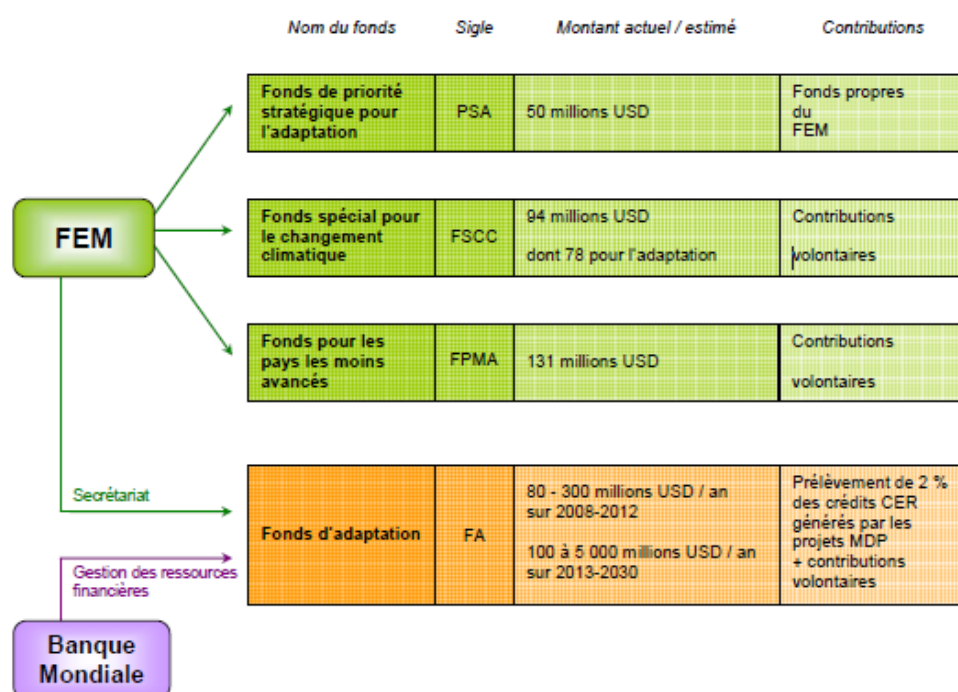 Nom du fonds
Sigle
Montant actuel / estimé
Contributions
Fonds de priorité
stratégique pour
l'adaptation
PSA
50 millions USD
Fonds propres
du
FEM
FEM
Fonds spécial pour
le changement
climatique
FSCC
94 millions USD
dont 78 pour l'adaptation
Contributions
volontaires
Fonds pour les
pays les moins
avancés
FPMA
131 millions USD
Contributions
volontaires
Secrétariat
Fonds d'adaptation
FA
80 - 300 millions USD / an
sur 2008-2012
100 à 5 000 millions USD / an
sur 2013-2030
Prélèvement de 2 %
des crédits CER
générés par les
projets MDP
+ contributions
volontaires
Gestion des ressources
financières
Banque
Mondiale